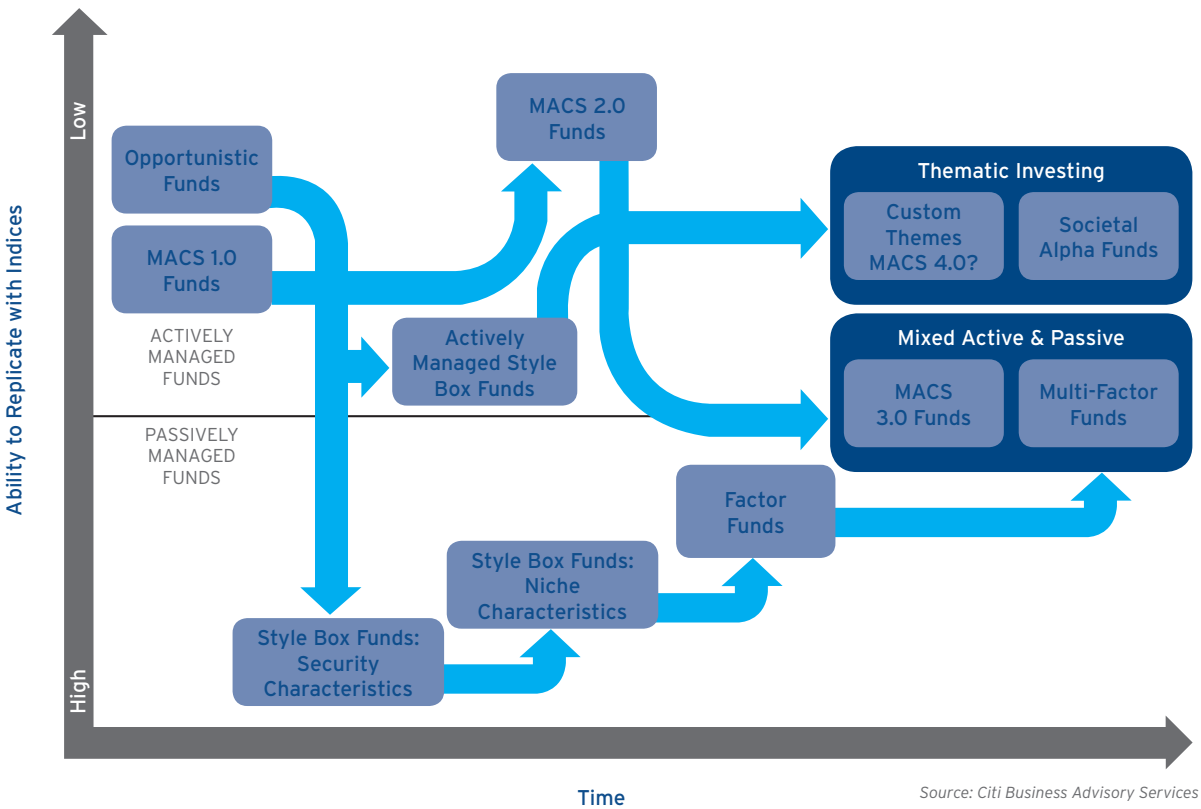 Ability to Replicate with Indices
Low
High
Opportunistic
Funds
MACS 1.0
Funds
ACTIVELY
MANAGED
FUNDS
PASSIVELY
MANAGED
FUNDS
MACS 2.0
Funds
Actively
Managed Style
Box Funds
Thematic Investing
Custom
Themes
MACS 4.0?
Societal
Alpha Funds
Mixed Active & Passive
MACS
3.0 Funds
Multi-Factor
Funds
Factor
Funds
Style Box Funds:
Niche
Characteristics
Style Box Funds:
Security
Characteristics
Time
Source: Citi Business Advisory Services